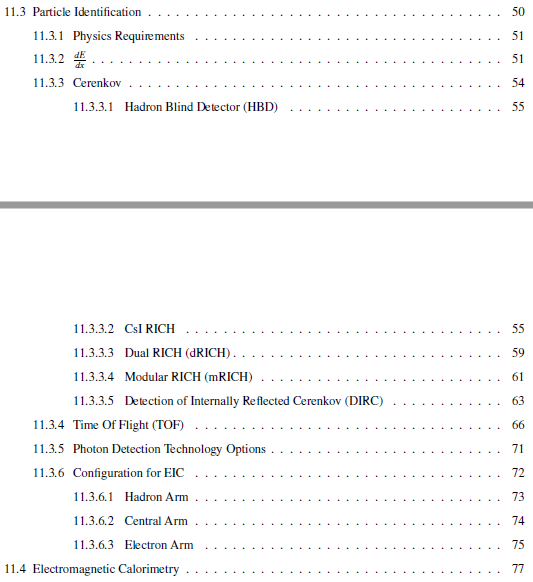 11.3 Particle Identification . . . . . . . . . . . . . . . . . . . . . . . . . . . . . . . . . . . . . . 50
11.3.1 Physics Requirements . . . . . . . . . . . . . . . . . . . . . . . . . . . . . . . . . 51
11.3.2 dE/dx . . . . . . . . . . . . . . . . . . . . . . . . . . . . . . . . . . . . . . . . . . . . 51
11.3.3 Cerenkov . . . . . . . . . . . . . . . . . . . . . . . . . . . . . . . . . . . . . . . . 54
11.3.3.1 Hadron Blind Detector (HBD) . . . . . . . . . . . . . . . . . . . . . . . 55
11.3.3.2 CsI RICH . . . . . . . . . . . . . . . . . . . . . . . . . . . . . . . . . . 55
11.3.3.3 Dual RICH (dRICH) . . . . . . . . . . . . . . . . . . . . . . . . . . . . . 59
11.3.3.4 Modular RICH (mRICH) . . . . . . . . . . . . . . . . . . . . . . . . . . 61
11.3.3.5 Detection of Internally Reflected Cerenkov (DIRC) . . . . . . . . . . . . 63
11.3.4 Time Of Flight (TOF) . . . . . . . . . . . . . . . . . . . . . . . . . . . . . . . . . 66
11.3.5 Photon Detection Technology Options . . . . . . . . . . . . . . . . . . . . . . . . . 71
11.3.6 Configuration for EIC . . . . . . . . . . . . . . . . . . . . . . . . . . . . . . . . . 72
11.3.6.1 Hadron Arm . . . . . . . . . . . . . . . . . . . . . . . . . . . . . . . . . 73
11.3.6.2 Central Arm . . . . . . . . . . . . . . . . . . . . . . . . . . . . . . . . . 74
11.3.6.3 Electron Arm . . . . . . . . . . . . . . . . . . . . . . . . . . . . . . . . 75
11.4 Electromagnetic Calorimetry . . . . . . . . . . . . . . . . . . . . . . . . . . . . . . . . . . 77